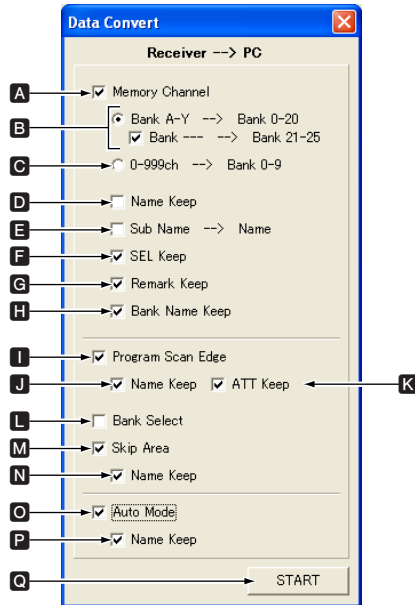 Data Convert
Receiver --> PC
A Memory Channel
B Bank A-Y --> Bank 0-20
Bank --- --> Bank 21-25
C 0-999ch --> Bank 0-9
D Name Keep
E Sub Name --> Name
F SEL Keep
G Remark Keep
H Bank Name Keep
I Program Scan Edge
J Name Keep ATT Keep K
L Bank Select
M Skip Area
N Name Keep
O Auto Mode
P Name Keep
Q START